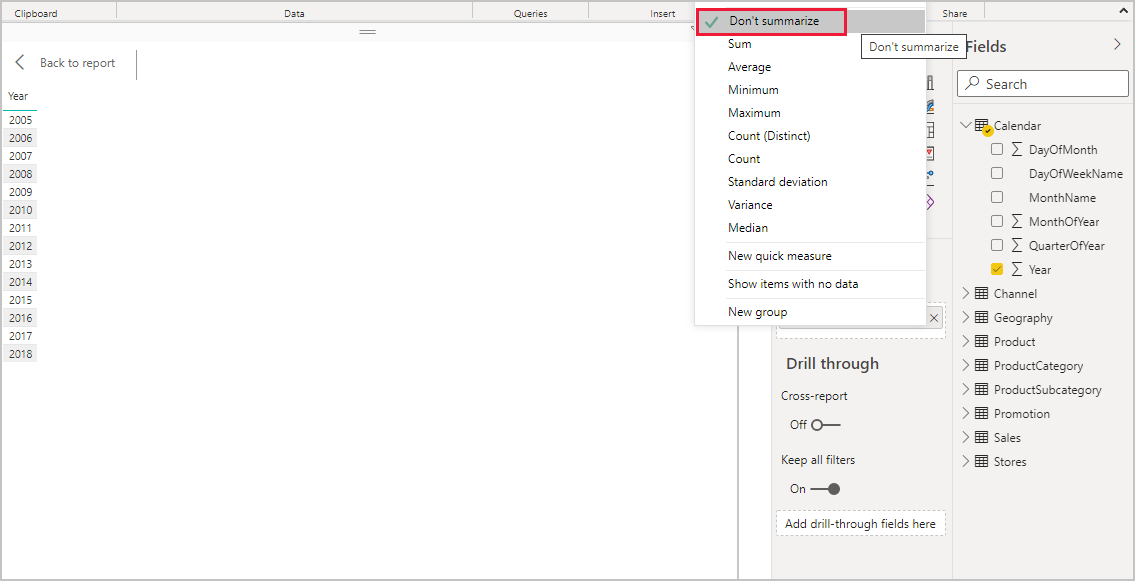 Clipboard
Data
Queries
Insert
Share
Back to report
Year
2005
2006
2007
2008
2009
2010
2011
2012
2013
2014
2015
2016
2017
2018
Don't summarize
Sum
Average
Minimum
Maximum
Count (Distinct)
Count
Standard deviation
Variance
Median
New quick measure
Show items with no data
New group
Don't summarize
Drill through
Cross-report
Off
Keep all filters
On
Add drill-through fields here
Fields
Search
Calendar
DayOfMonth
DayOfWeekName
MonthName
MonthOfYear
QuarterOfYear
Year
Channel
Geography
Product
ProductCategory
ProductSubcategory
Promotion
Sales
Stores